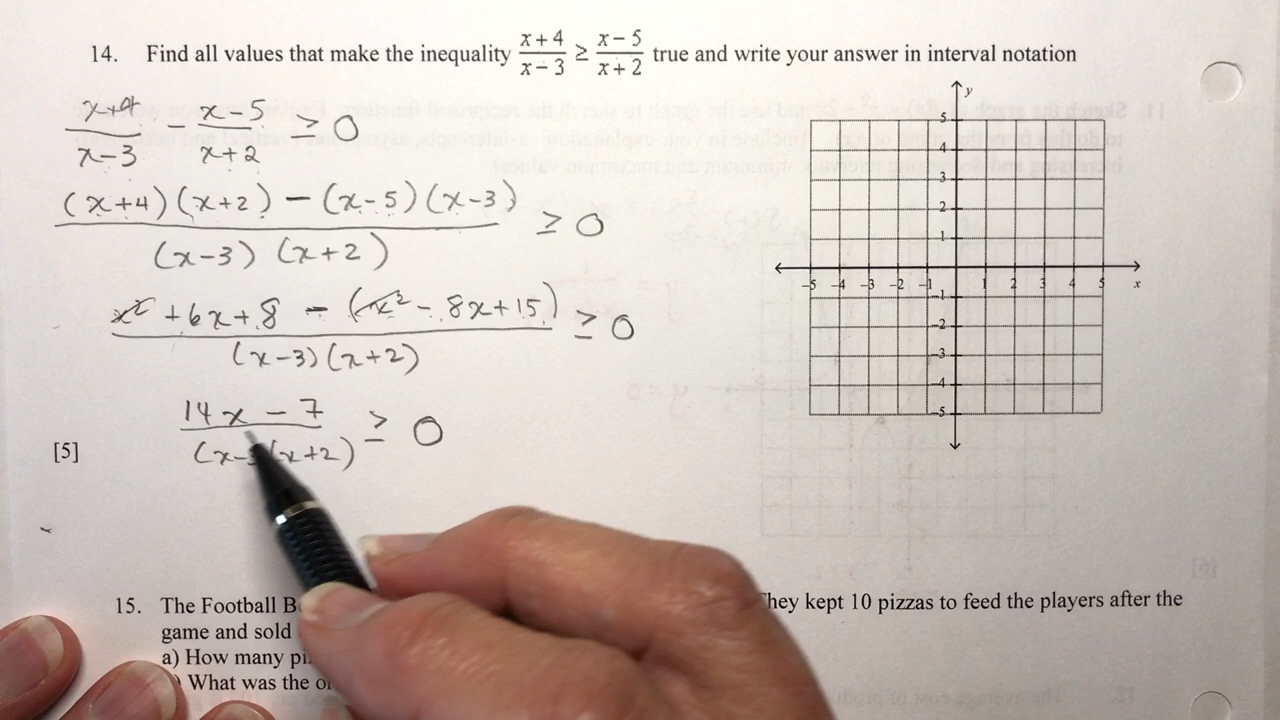 14. Find all values that make the inequality x+4/x−3 ≥ x−5/x+2 true and write your answer in interval notation
x+4/x−3 x−5/x+2 ≥ 0
(x+4)(x+2) − (x−5)(x−3)/(x−3)(x+2) ≥ 0
x² + 6x + 8 − (x² − 8x + 15)/(x−3)(x+2) ≥ 0
14x − 7/(x− (x+2) ≥ 0
[5]
y
5
4
3
2
1
−5 −4 −3 −2 −1 1 2 3 4 5 x
−1
−2
−3
−4
−5
15. The Football They kept 10 pizzas to feed the players after the
game and sold
a) How many
What was the